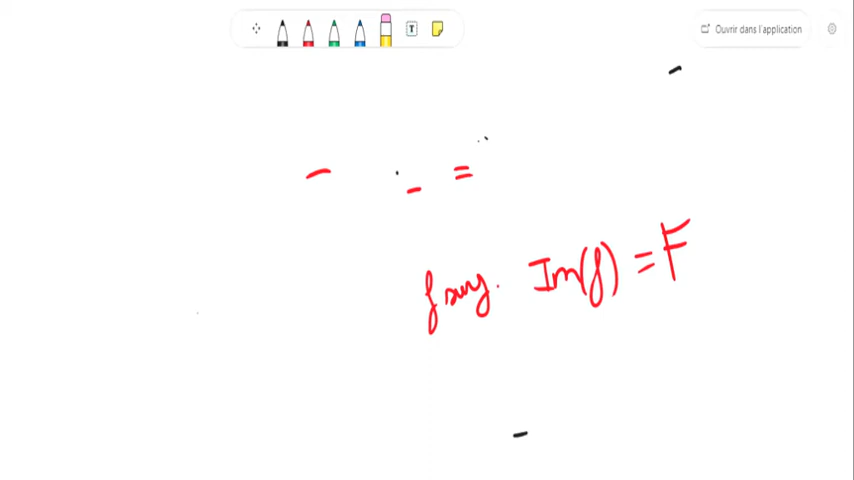 Ouvrir dans l'application
f surj. Im(f) = F